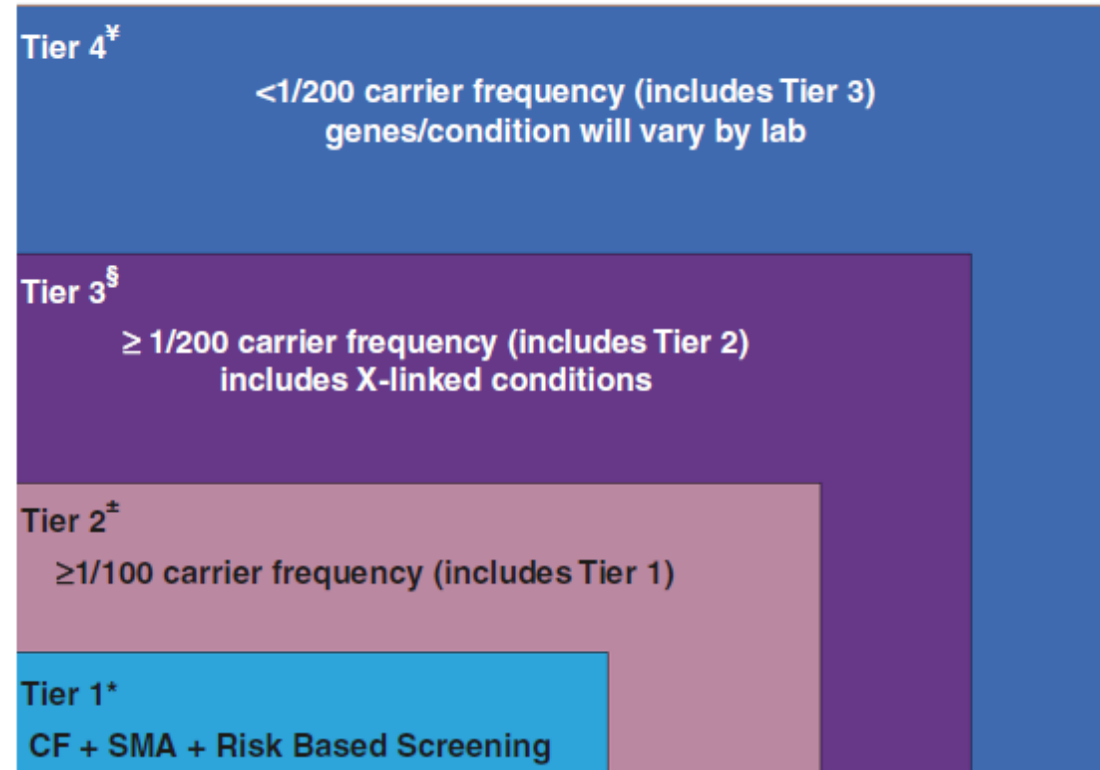 Tier 4¥
<1/200 carrier frequency (includes Tier 3)
genes/condition will vary by lab
Tier 3§
≥ 1/200 carrier frequency (includes Tier 2)
includes X-linked conditions
Tier 2±
≥1/100 carrier frequency (includes Tier 1)
Tier 1*
CF + SMA + Risk Based Screening